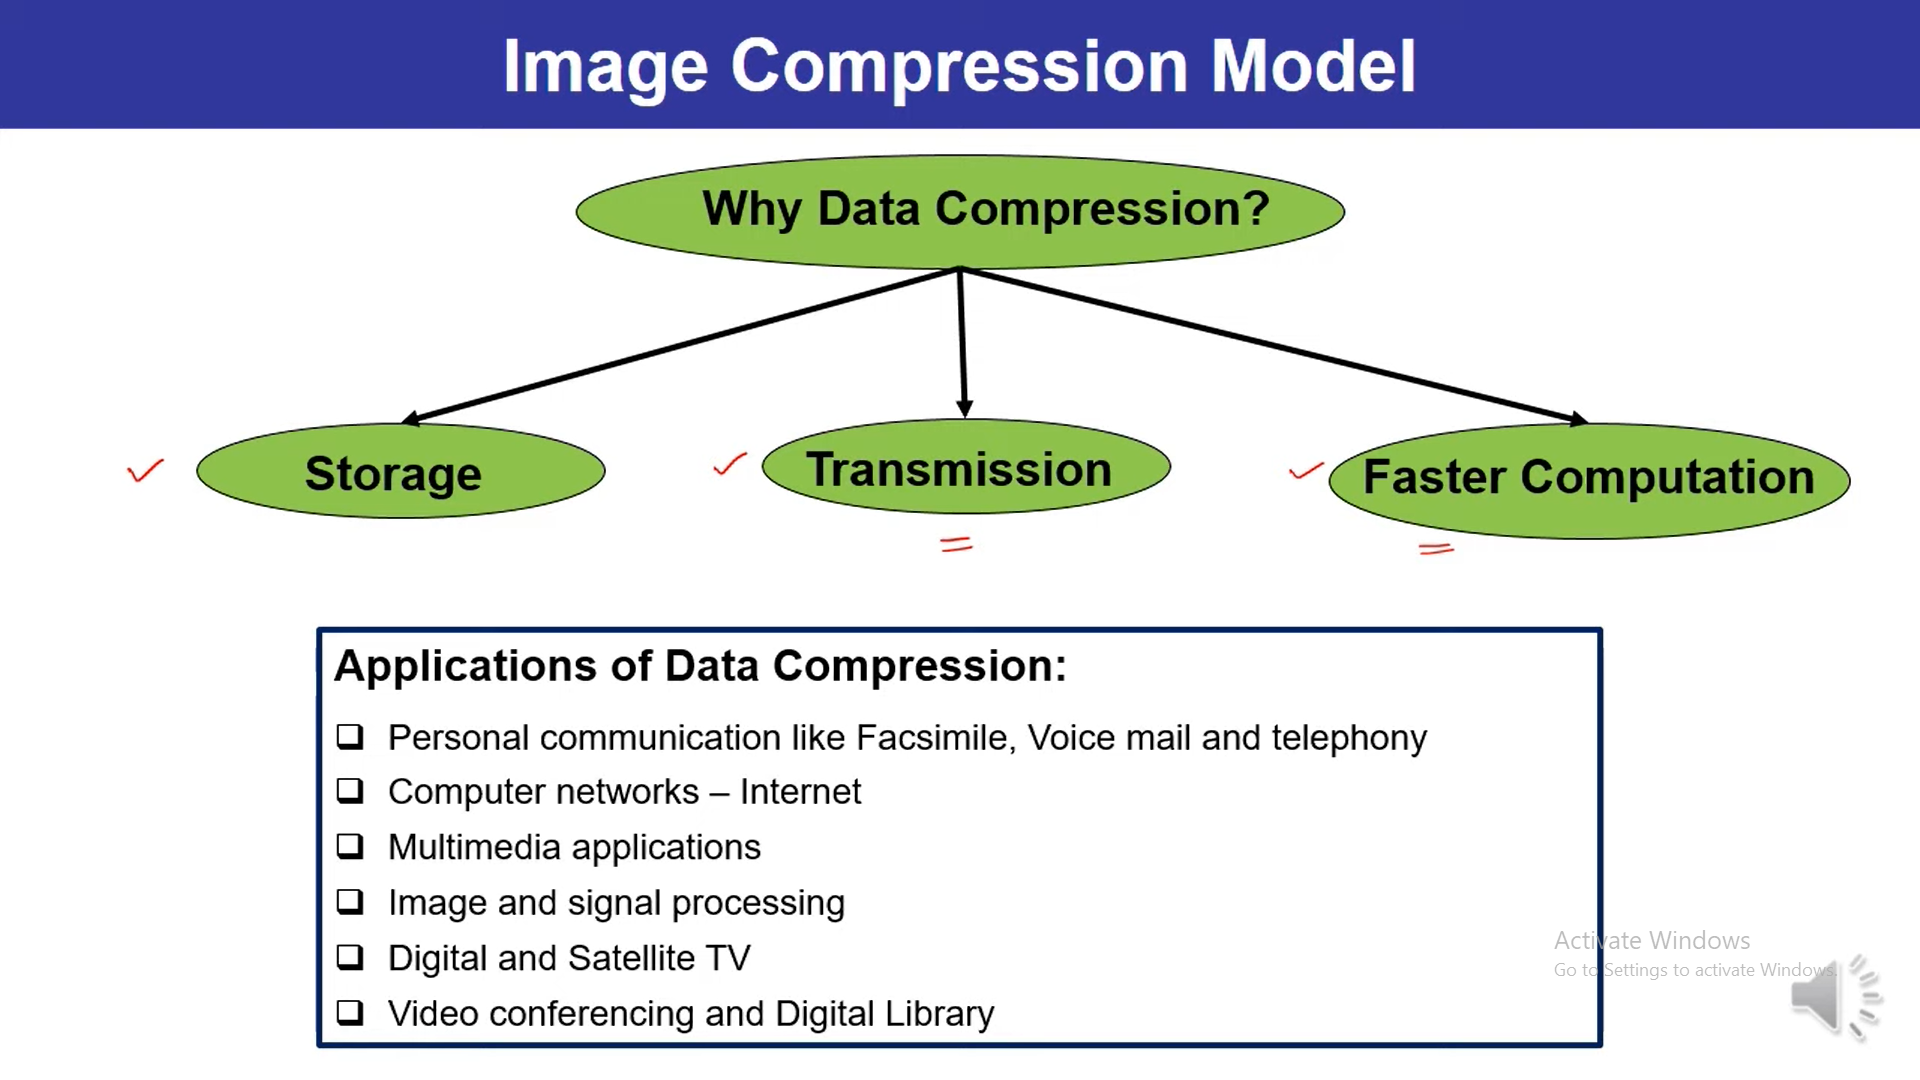 Image Compression Model
Why Data Compression?
Storage
Transmission
Faster Computation
Applications of Data Compression:
Personal communication like Facsimile, Voice mail and telephony
Computer networks – Internet
Multimedia applications
Image and signal processing
Digital and Satellite TV
Video conferencing and Digital Library
Activate Windows
Go to Settings to activate Windows.